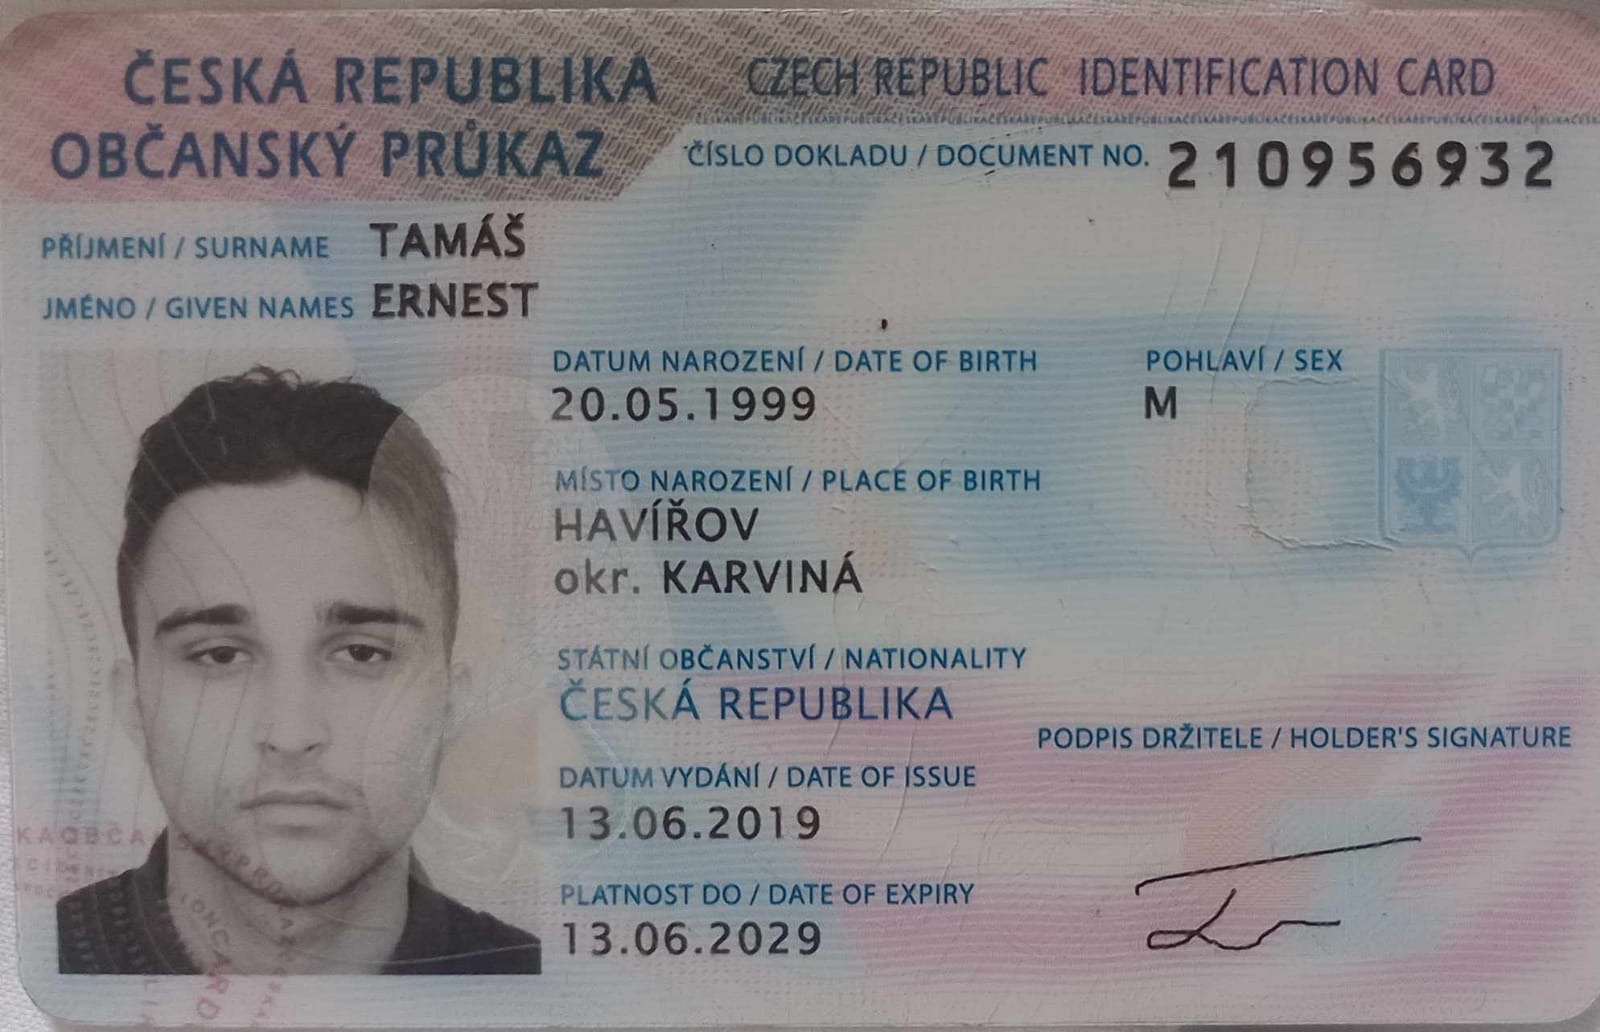 ČESKÁ REPUBLIKA
CZECH REPUBLIC IDENTIFICATION CARD
OBČANSKÝ PRŮKAZ
ČÍSLO DOKLADU / DOCUMENT NO. 210956932
PŘÍJMENÍ / SURNAME TAMÁŠ
JMÉNO / GIVEN NAMES ERNEST
DATUM NAROZENÍ / DATE OF BIRTH
20.05.1999
POHLAVÍ / SEX
M
MÍSTO NAROZENÍ / PLACE OF BIRTH
HAVÍŘOV
okr. KARVINÁ
STÁTNÍ OBČANSTVÍ / NATIONALITY
ČESKÁ REPUBLIKA
DATUM VYDÁNÍ / DATE OF ISSUE
13.06.2019
PLATNOST DO / DATE OF EXPIRY
13.06.2029
PODPIS DRŽITELE / HOLDER'S SIGNATURE